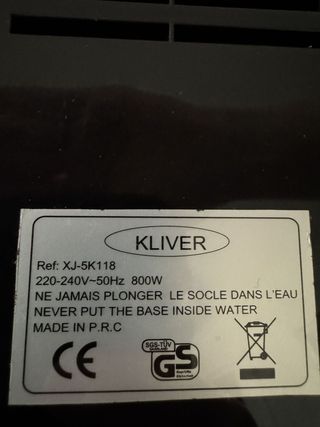 KLIVER
Ref: XJ-5K118
220-240V~50Hz 800W
NE JAMAIS PLONGER LE SOCLE DANS L'EAU
NEVER PUT THE BASE INSIDE WATER
MADE IN P.R.C
CE
SGS-TÜV
GS